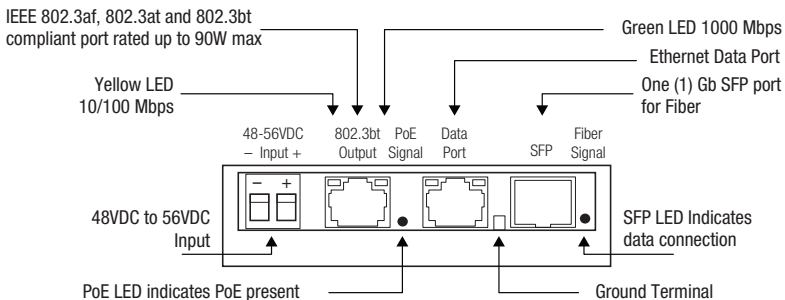 IEEE 802.3af, 802.3at and 802.3bt
compliant port rated up to 90W max
Green LED 1000 Mbps
Ethernet Data Port
Yellow LED
10/100 Mbps
One (1) Gb SFP port
for Fiber
48-56VDC
– Input +
802.3bt
Output
PoE
Signal
Data
Port
SFP
Fiber
Signal
– +
48VDC to 56VDC
Input
SFP LED Indicates
data connection
PoE LED indicates PoE present
Ground Terminal